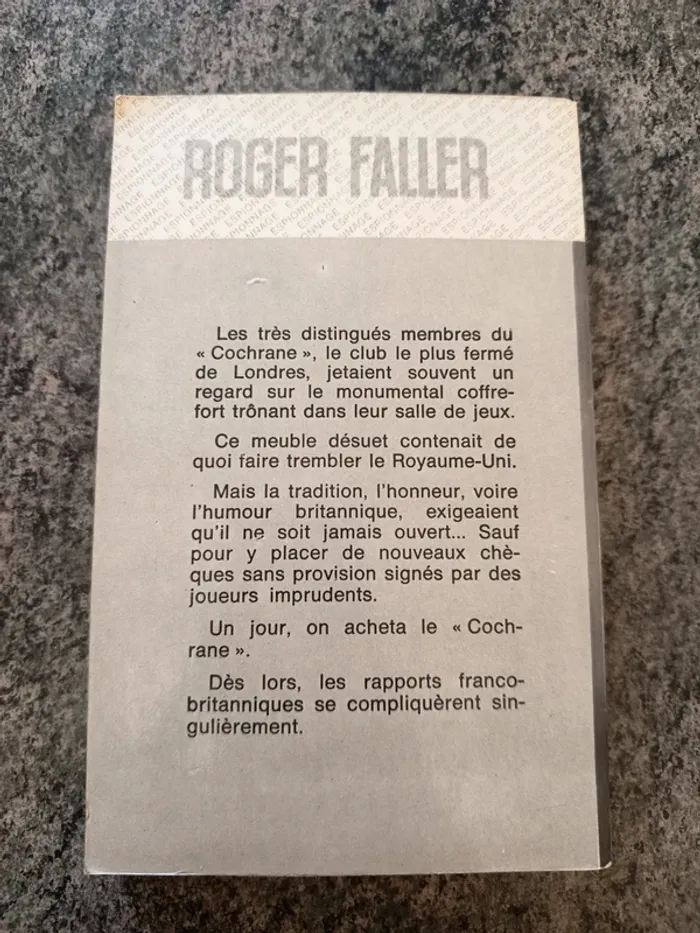 ROGER FALLER
Les très distingués membres du
« Cochrane », le club le plus fermé
de Londres, jetaient souvent un
regard sur le monumental coffre-
fort trônant dans leur salle de jeux.
Ce meuble désuet contenait de
quoi faire trembler le Royaume-Uni.
Mais la tradition, l'honneur, voire
l'humour britannique, exigeaient
qu'il ne soit jamais ouvert... Sauf
pour y placer de nouveaux chè-
ques sans provision signés par des
joueurs imprudents.
Un jour, on acheta le « Coch-
rane ».
Dès lors, les rapports franco-
britanniques se compliquèrent sin-
gulièrement.